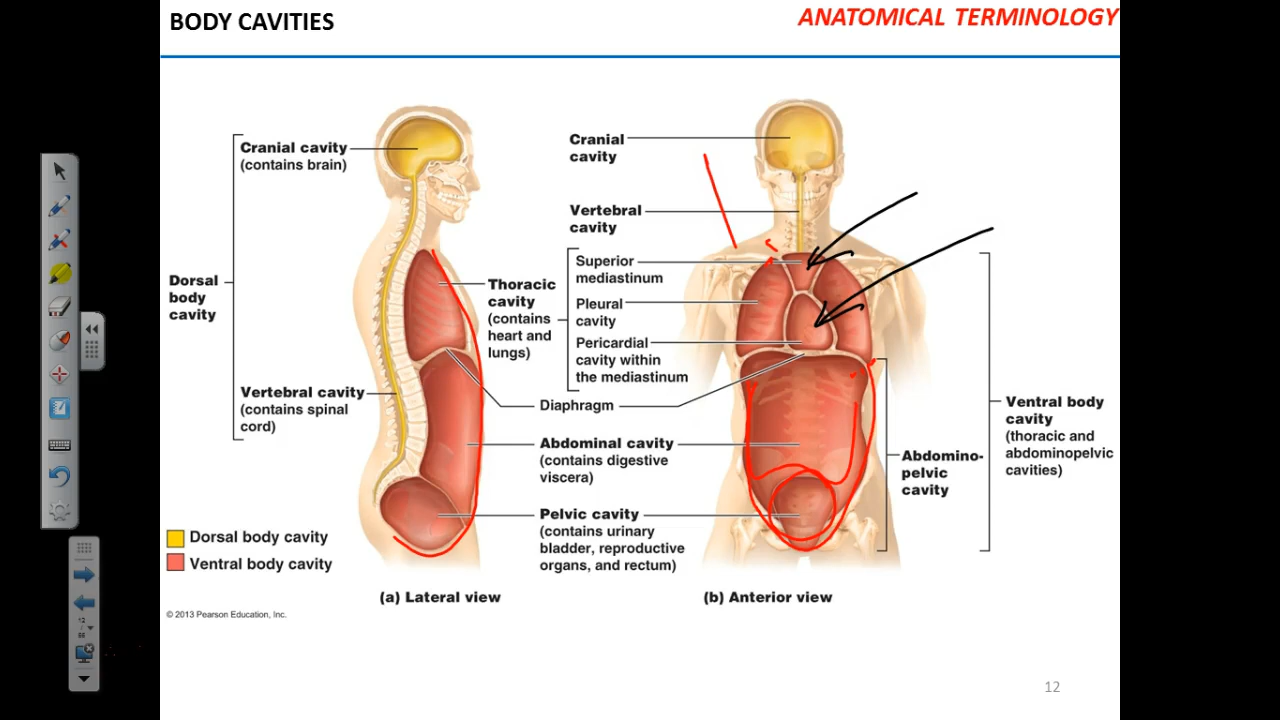 BODY CAVITIES
ANATOMICAL TERMINOLOGY
Cranial cavity
(contains brain)
Dorsal
body
cavity
Vertebral cavity
(contains spinal
cord)
Dorsal body cavity
Ventral body cavity
(a) Lateral view
Thoracic
cavity
(contains
heart and
lungs)
Cranial
cavity
Vertebral
cavity
Superior
mediastinum
Pleural
cavity
Pericardial
cavity within
the mediastinum
Diaphragm
Abdominal cavity
(contains digestive
viscera)
Pelvic cavity
(contains urinary
bladder, reproductive
organs, and rectum)
Abdomino-
pelvic
cavity
Ventral body
cavity
(thoracic and
abdominopelvic
cavities)
(b) Anterior view
© 2013 Pearson Education, Inc.
12